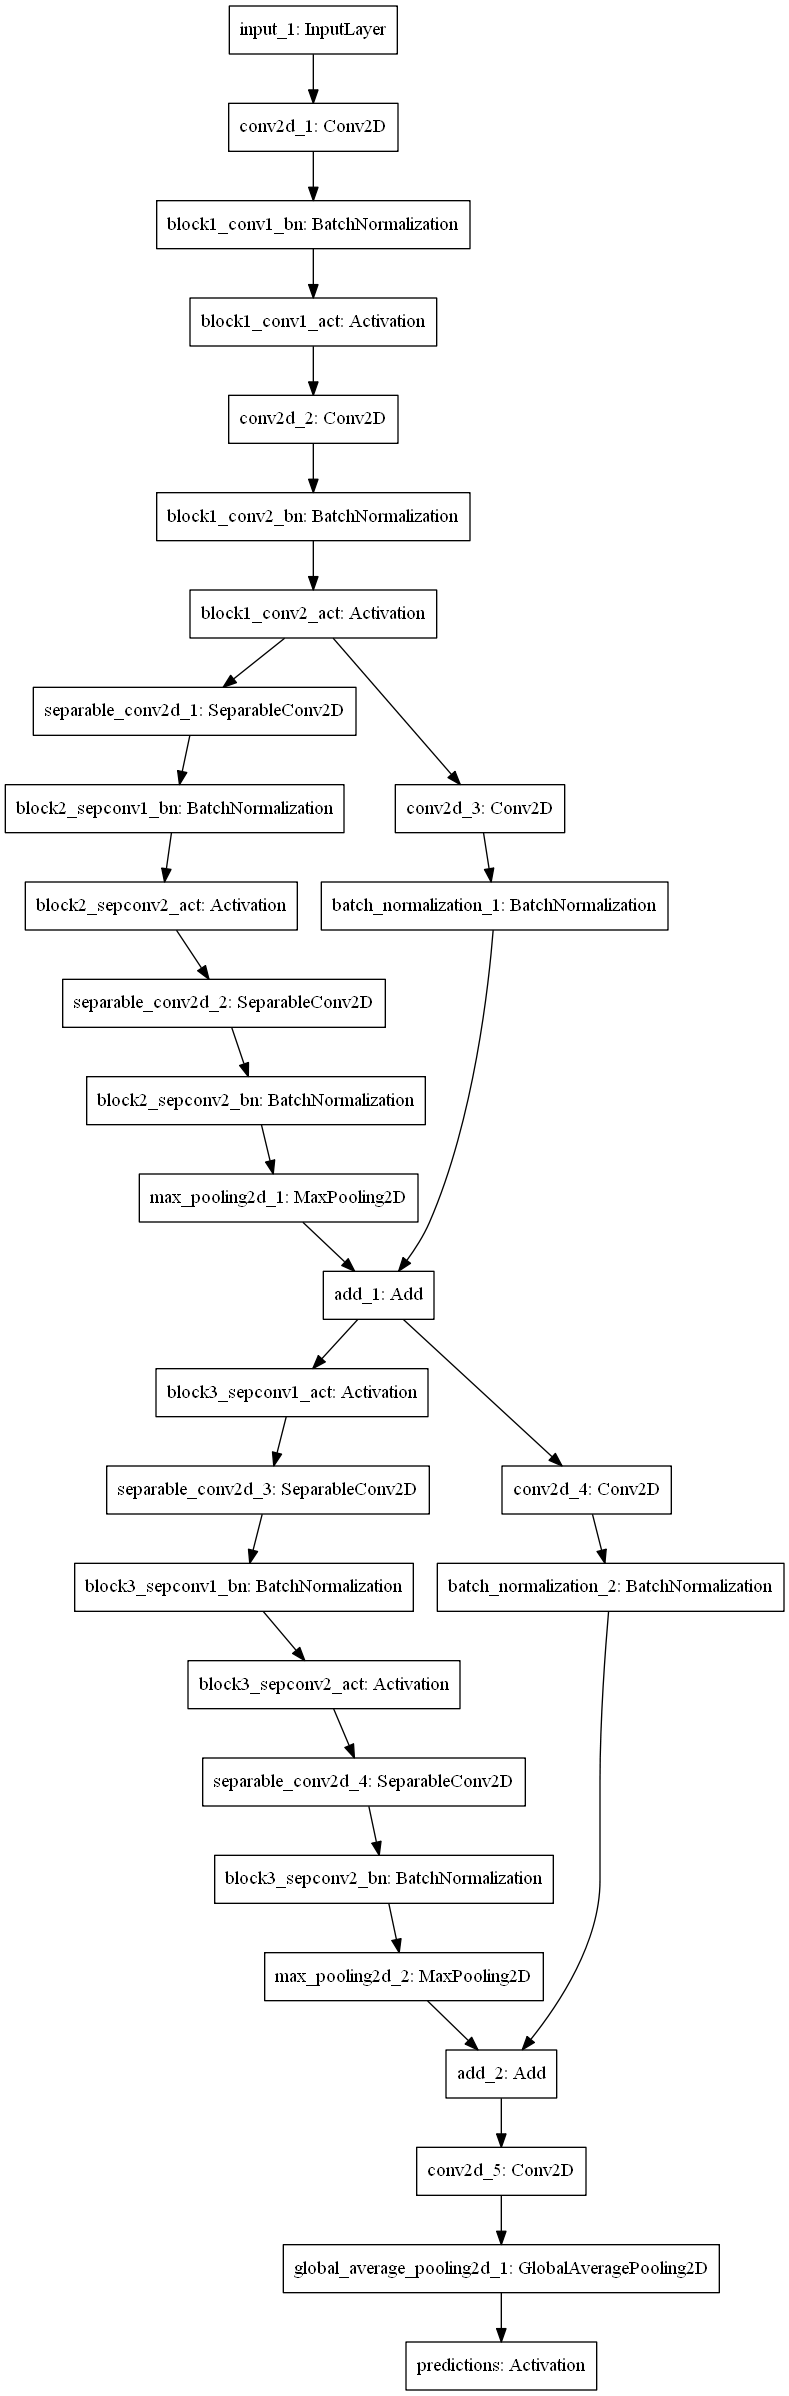 input_1: InputLayer
conv2d_1: Conv2D
block1_conv1_bn: BatchNormalization
block1_conv1_act: Activation
conv2d_2: Conv2D
block1_conv2_bn: BatchNormalization
block1_conv2_act: Activation
separable_conv2d_1: SeparableConv2D
block2_sepconv1_bn: BatchNormalization
conv2d_3: Conv2D
block2_sepconv2_act: Activation
batch_normalization_1: BatchNormalization
separable_conv2d_2: SeparableConv2D
block2_sepconv2_bn: BatchNormalization
max_pooling2d_1: MaxPooling2D
add_1: Add
block3_sepconv1_act: Activation
separable_conv2d_3: SeparableConv2D
conv2d_4: Conv2D
block3_sepconv1_bn: BatchNormalization
batch_normalization_2: BatchNormalization
block3_sepconv2_act: Activation
separable_conv2d_4: SeparableConv2D
block3_sepconv2_bn: BatchNormalization
max_pooling2d_2: MaxPooling2D
add_2: Add
conv2d_5: Conv2D
global_average_pooling2d_1: GlobalAveragePooling2D
predictions: Activation